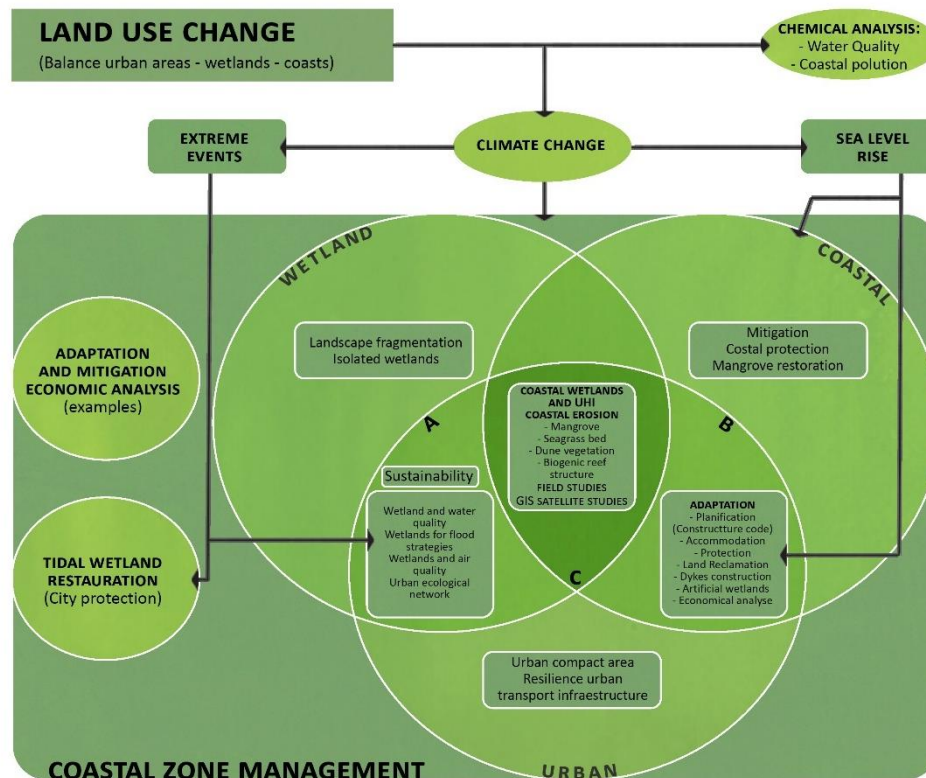 LAND USE CHANGE
(Balance urban areas - wetlands - coasts)
CHEMICAL ANALYSIS:
- Water Quality
- Coastal polution
EXTREME
EVENTS
CLIMATE CHANGE
SEA LEVEL
RISE
WETLAND
COASTAL
Landscape fragmentation
Isolated wetlands
Mitigation
Costal protection
Mangrove restoration
ADAPTATION
AND MITIGATION
ECONOMIC ANALYSIS
(examples)
COASTAL WETLANDS
AND UHI
COASTAL EROSION
- Mangrove
- Seagrass bed
- Dune vegetation
- Biogenic reef
structure
FIELD STUDIES
GIS SATELLITE STUDIES
A
B
Sustainability
Wetland and water
quality
Wetlands for flood
strategies
Wetlands and air
quality
Urban ecological
network
ADAPTATION
- Planification
(Constructture code)
- Accommodation
- Protection
- Land Reclamation
- Dykes construction
- Artificial wetlands
- Economical analyse
TIDAL WETLAND
RESTAURATION
(City protection)
C
Urban compact area
Resilience urban
transport infraestructure
COASTAL ZONE MANAGEMENT
URBAN